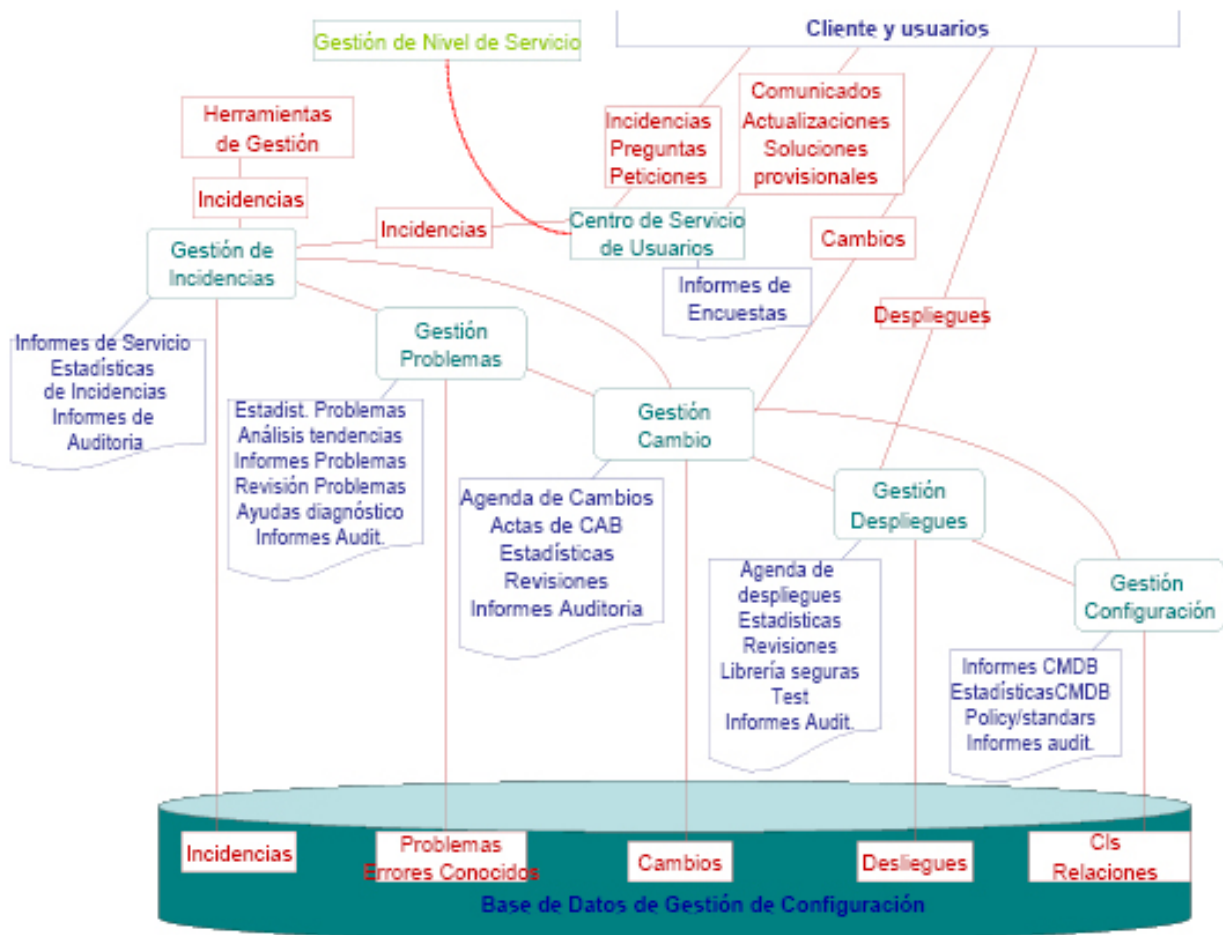 Gestión de Nivel de Servicio
Cliente y usuarios
Herramientas
de Gestión
Incidencias
Preguntas
Peticiones
Comunicados
Actualizaciones
Soluciones
provisionales
Incidencias
Incidencias
Centro de Servicio
de Usuarios
Cambios
Gestión de
Incidencias
Informes de
Encuestas
Despliegues
Informes de Servicio
Estadísticas
de Incidencias
Informes de
Auditoria
Gestión
Problemas
Estadist. Problemas
Análisis tendencias
Informes Problemas
Revisión Problemas
Ayudas diagnóstico
Informes Audit.
Gestión
Cambio
Agenda de Cambios
Actas de CAB
Estadísticas
Revisiones
Informes Auditoria
Gestión
Despliegues
Agenda de
despliegues
Estadisticas
Revisiones
Librería seguras
Test
Informes Audit.
Gestión
Configuración
Informes CMDB
EstadísticasCMDB
Policy/standars
Informes audit.
Incidencias
Problemas
Errores Conocidos
Cambios
Desliegues
CIs
Relaciones
Base de Datos de Gestión de Configuración